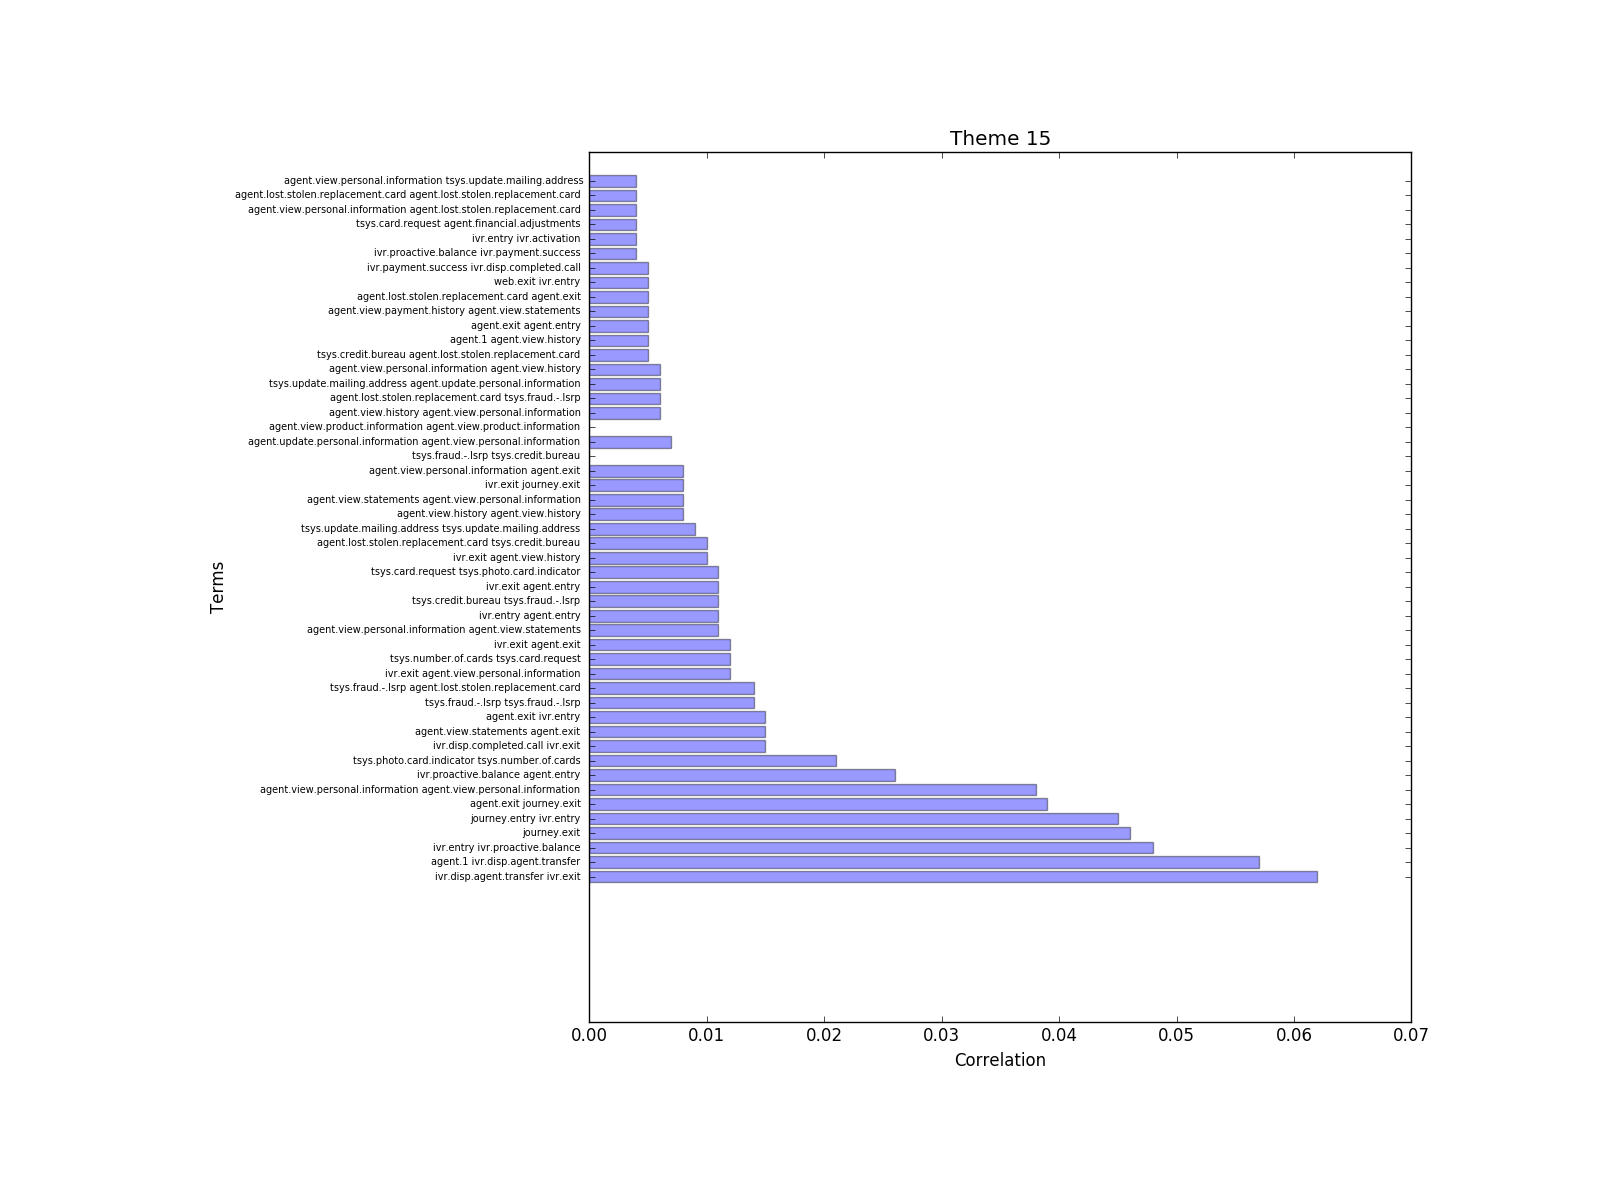 Theme 15
agent.view.personal.information tsys.update.mailing.address
agent.lost.stolen.replacement.card agent.lost.stolen.replacement.card
agent.view.personal.information agent.lost.stolen.replacement.card
tsys.card.request agent.financial.adjustments
ivr.entry ivr.activation
ivr.proactive.balance ivr.payment.success
ivr.payment.success ivr.disp.completed.call
web.exit ivr.entry
agent.lost.stolen.replacement.card agent.exit
agent.view.payment.history agent.view.statements
agent.exit agent.entry
agent.1 agent.view.history
tsys.credit.bureau agent.lost.stolen.replacement.card
agent.view.personal.information agent.view.history
tsys.update.mailing.address agent.update.personal.information
agent.lost.stolen.replacement.card tsys.fraud.-.lsrp
agent.view.history agent.view.personal.information
agent.view.product.information agent.view.product.information
agent.update.personal.information agent.view.personal.information
tsys.fraud.-.lsrp tsys.credit.bureau
agent.view.personal.information agent.exit
ivr.exit journey.exit
agent.view.statements agent.view.personal.information
agent.view.history agent.view.history
tsys.update.mailing.address tsys.update.mailing.address
agent.lost.stolen.replacement.card tsys.credit.bureau
ivr.exit agent.view.history
tsys.card.request tsys.photo.card.indicator
ivr.exit agent.entry
tsys.credit.bureau tsys.fraud.-.lsrp
ivr.entry agent.entry
agent.view.personal.information agent.view.statements
ivr.exit agent.exit
tsys.number.of.cards tsys.card.request
ivr.exit agent.view.personal.information
tsys.fraud.-.lsrp agent.lost.stolen.replacement.card
tsys.fraud.-.lsrp tsys.fraud.-.lsrp
agent.exit ivr.entry
agent.view.statements agent.exit
ivr.disp.completed.call ivr.exit
tsys.photo.card.indicator tsys.number.of.cards
ivr.proactive.balance agent.entry
agent.view.personal.information agent.view.personal.information
agent.exit journey.exit
journey.entry ivr.entry
journey.exit
ivr.entry ivr.proactive.balance
agent.1 ivr.disp.agent.transfer
ivr.disp.agent.transfer ivr.exit
Terms
0.00 0.01 0.02 0.03 0.04 0.05 0.06 0.07
Correlation